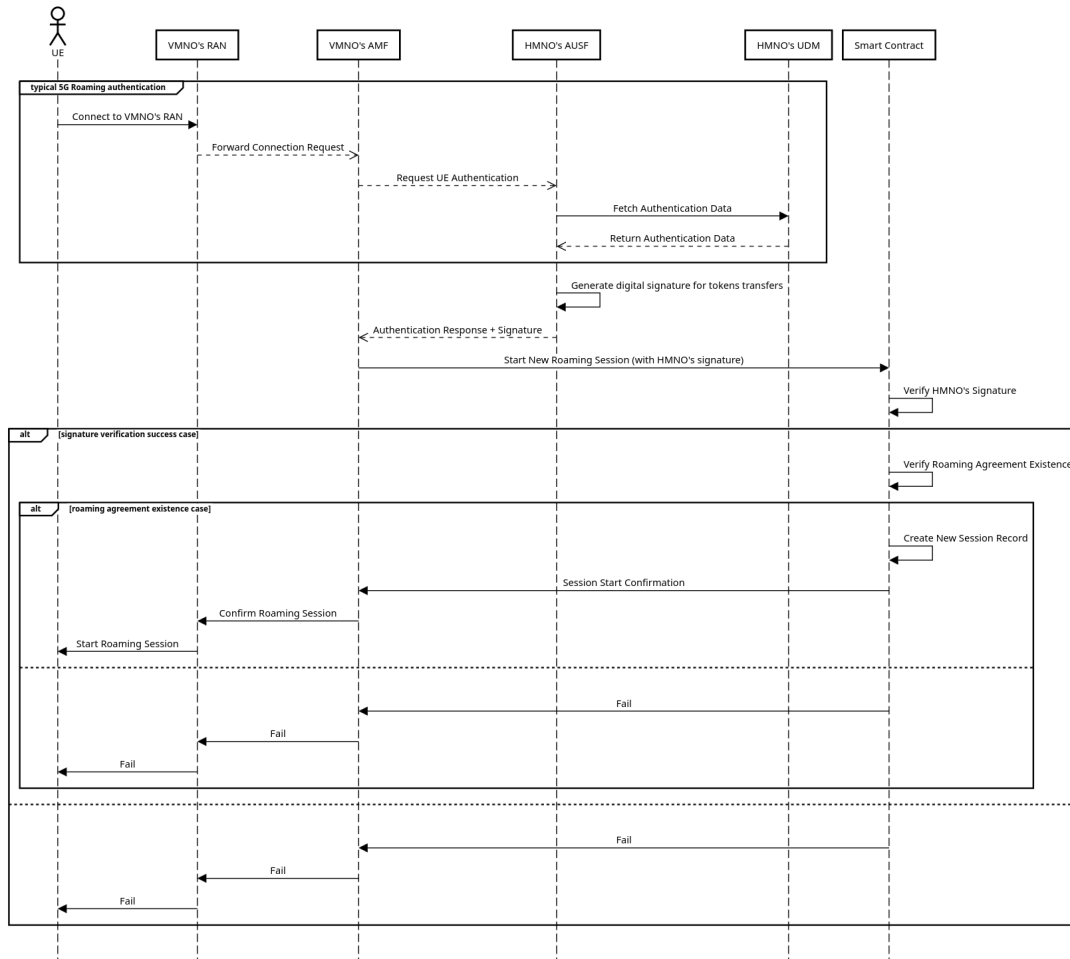 UE
VMNO's RAN
VMNO's AMF
HMNO's AUSF
HMNO's UDM
Smart Contract
typical 5G Roaming authentication
Connect to VMNO's RAN
Forward Connection Request
Request UE Authentication
Fetch Authentication Data
Return Authentication Data
Generate digital signature for tokens transfers
Authentication Response + Signature
Start New Roaming Session (with HMNO's signature)
Verify HMNO's Signature
alt [signature verification success case]
Verify Roaming Agreement Existence
alt [roaming agreement existence case]
Create New Session Record
Session Start Confirmation
Confirm Roaming Session
Start Roaming Session
Fail
Fail
Fail
Fail
Fail
Fail